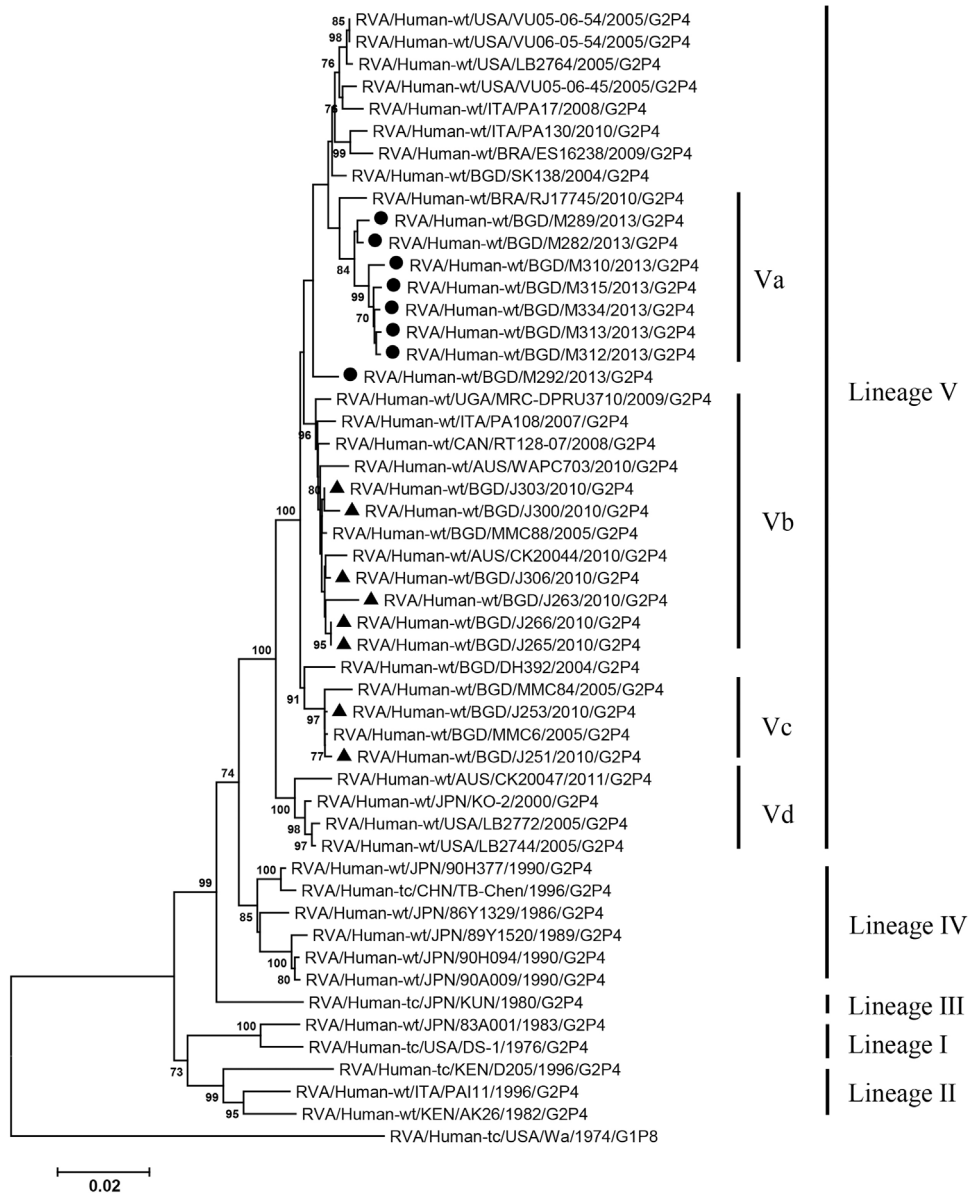 85
RVA/Human-wt/USA/VU05-06-54/2005/G2P4
98
RVA/Human-wt/USA/VU06-05-54/2005/G2P4
76
RVA/Human-wt/USA/LB2764/2005/G2P4
RVA/Human-wt/USA/VU05-06-45/2005/G2P4
76
RVA/Human-wt/ITA/PA17/2008/G2P4
RVA/Human-wt/ITA/PA130/2010/G2P4
99
RVA/Human-wt/BRA/ES16238/2009/G2P4
RVA/Human-wt/BGD/SK138/2004/G2P4
RVA/Human-wt/BRA/RJ17745/2010/G2P4
RVA/Human-wt/BGD/M289/2013/G2P4
RVA/Human-wt/BGD/M282/2013/G2P4
84
RVA/Human-wt/BGD/M310/2013/G2P4
Va
RVA/Human-wt/BGD/M315/2013/G2P4
99
RVA/Human-wt/BGD/M334/2013/G2P4
70
RVA/Human-wt/BGD/M313/2013/G2P4
RVA/Human-wt/BGD/M312/2013/G2P4
RVA/Human-wt/BGD/M292/2013/G2P4
Lineage V
RVA/Human-wt/UGA/MRC-DPRU3710/2009/G2P4
RVA/Human-wt/ITA/PA108/2007/G2P4
96
RVA/Human-wt/CAN/RT128-07/2008/G2P4
RVA/Human-wt/AUS/WAPC703/2010/G2P4
80
RVA/Human-wt/BGD/J303/2010/G2P4
RVA/Human-wt/BGD/J300/2010/G2P4
100
Vb
RVA/Human-wt/BGD/MMC88/2005/G2P4
RVA/Human-wt/AUS/CK20044/2010/G2P4
RVA/Human-wt/BGD/J306/2010/G2P4
RVA/Human-wt/BGD/J263/2010/G2P4
RVA/Human-wt/BGD/J266/2010/G2P4
95
RVA/Human-wt/BGD/J265/2010/G2P4
100
RVA/Human-wt/BGD/DH392/2004/G2P4
91
RVA/Human-wt/BGD/MMC84/2005/G2P4
97
RVA/Human-wt/BGD/J253/2010/G2P4
Vc
RVA/Human-wt/BGD/MMC6/2005/G2P4
77
RVA/Human-wt/BGD/J251/2010/G2P4
74
RVA/Human-wt/AUS/CK20047/2011/G2P4
100
RVA/Human-wt/JPN/KO-2/2000/G2P4
Vd
98
RVA/Human-wt/USA/LB2772/2005/G2P4
97
RVA/Human-wt/USA/LB2744/2005/G2P4
100
RVA/Human-wt/JPN/90H377/1990/G2P4
99
RVA/Human-tc/CHN/TB-Chen/1996/G2P4
85
RVA/Human-wt/JPN/86Y1329/1986/G2P4
Lineage IV
RVA/Human-wt/JPN/89Y1520/1989/G2P4
100
RVA/Human-wt/JPN/90H094/1990/G2P4
80
RVA/Human-wt/JPN/90A009/1990/G2P4
RVA/Human-tc/JPN/KUN/1980/G2P4
Lineage III
100
RVA/Human-wt/JPN/83A001/1983/G2P4
RVA/Human-tc/USA/DS-1/1976/G2P4
Lineage I
73
RVA/Human-tc/KEN/D205/1996/G2P4
99
RVA/Human-wt/ITA/PAI11/1996/G2P4
Lineage II
95
RVA/Human-wt/KEN/AK26/1982/G2P4
RVA/Human-tc/USA/Wa/1974/G1P8
0.02